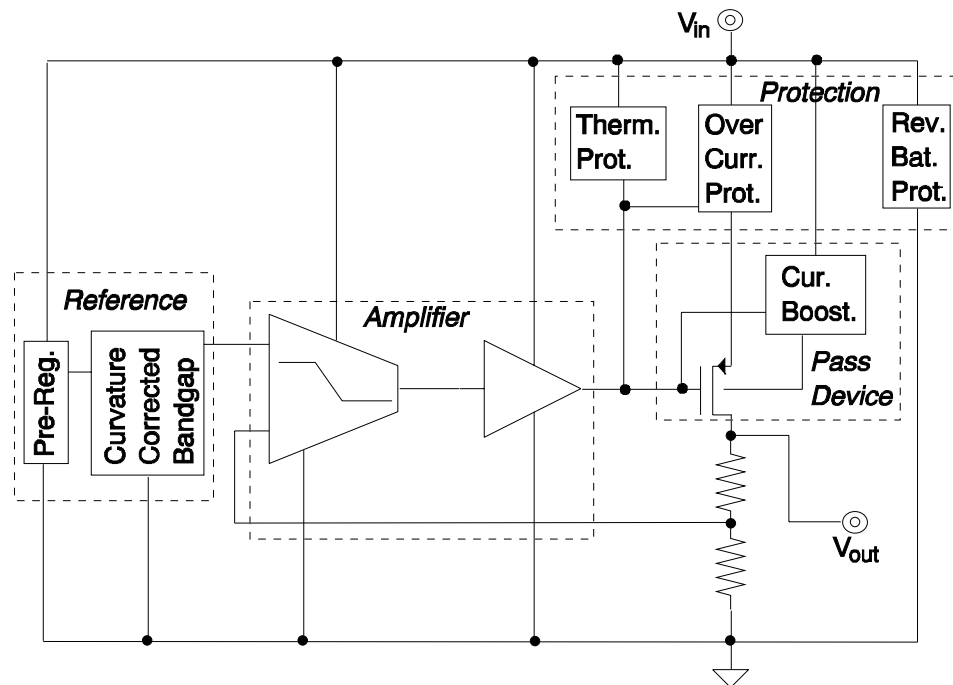 Vin
Protection
Therm.
Prot.
Over
Curr.
Prot.
Rev.
Bat.
Prot.
Cur.
Boost.
Pass
Device
Reference
Pre-Reg.
Curvature
Corrected
Bandgap
Amplifier
Vout